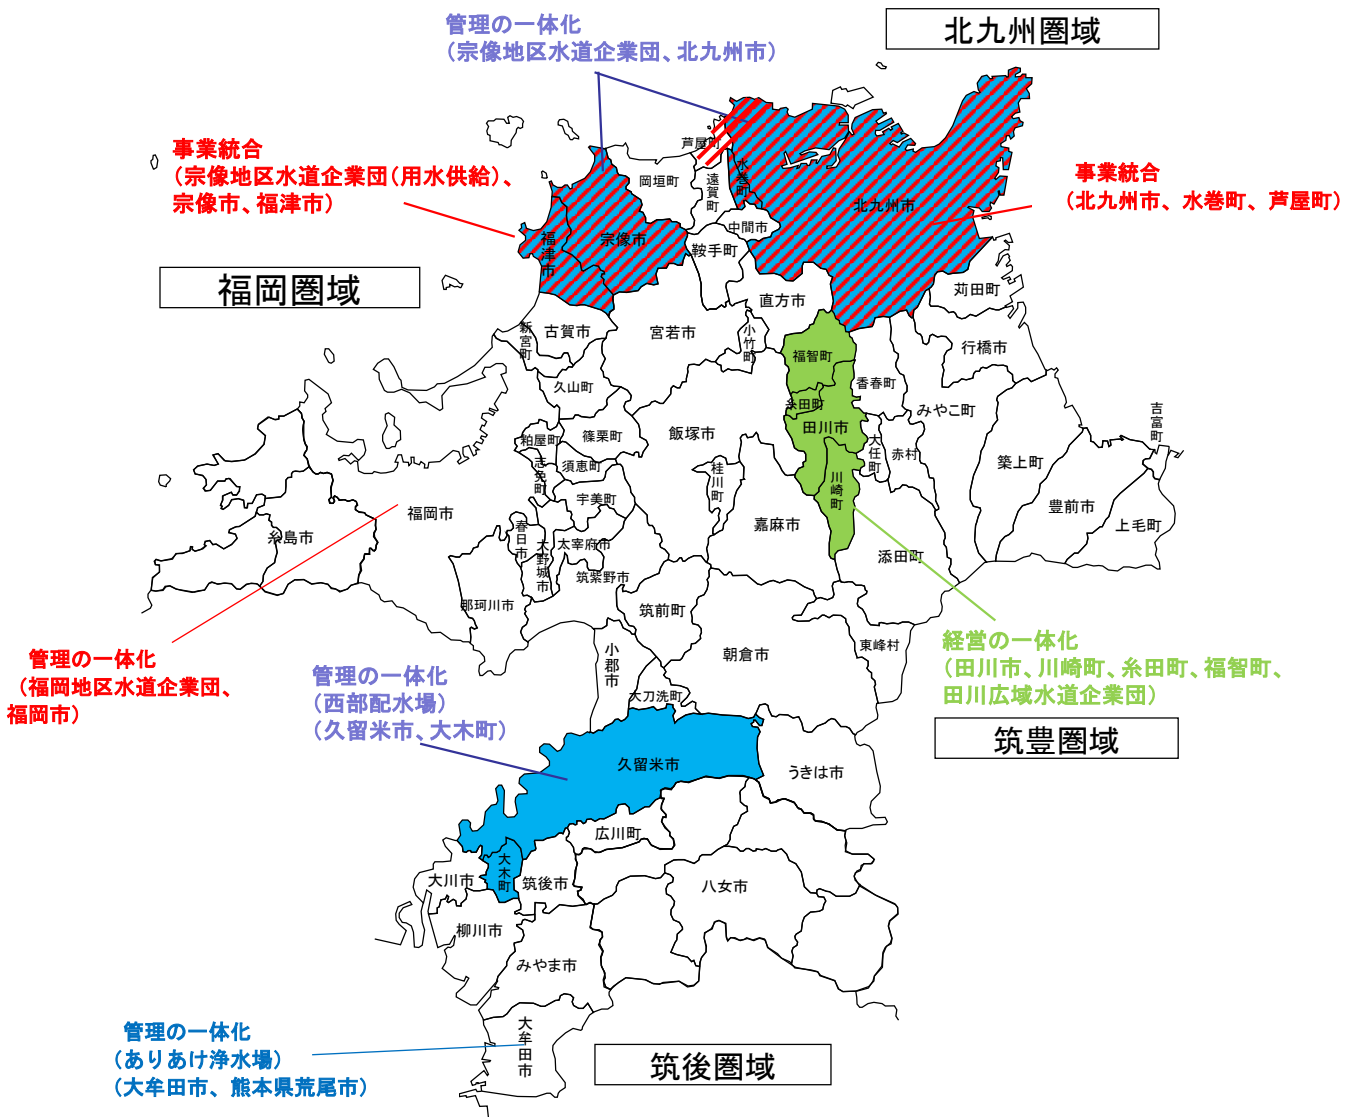 管理の一体化
（宗像地区水道企業団、北九州市）
北九州圏域
事業統合
（宗像地区水道企業団（用水供給）、
宗像市、福津市）
事業統合
（北九州市、水巻町、芦屋町）
福岡圏域
芦屋町
水巻町
岡垣町
遠賀町
北九州市
中間市
福津市
宗像市
鞍手町
苅田町
直方市
新宮町
古賀市
宮若市
小竹町
行橋市
福智町
香春町
久山町
糸田町
みやこ町
吉富町
田川市
粕屋町
篠栗町
飯塚市
大任町
赤村
志免町
須恵町
桂川町
川崎町
築上町
宇美町
豊前市
福岡市
嘉麻市
上毛町
糸島市
春日市
大野城市
太宰府市
添田町
筑紫野市
那珂川市
筑前町
管理の一体化
（福岡地区水道企業団、
福岡市）
小郡市
朝倉市
東峰村
経営の一体化
（田川市、川崎町、糸田町、福智町、
田川広域水道企業団）
管理の一体化
（西部配水場）
（久留米市、大木町）
大刀洗町
筑豊圏域
久留米市
うきは市
広川町
大木町
大川市
筑後市
八女市
柳川市
みやま市
管理の一体化
（ありあけ浄水場）
（大牟田市、熊本県荒尾市）
大牟田市
筑後圏域